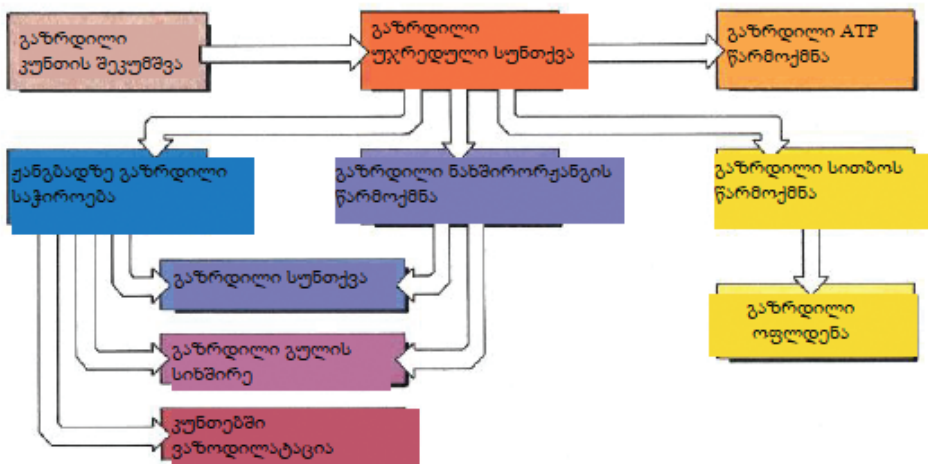 გაზრდილი
კუნთის შეკუმშვა
გაზრდილი
უჯრედული სუნთქვა
გაზრდილი ATP
წარმოქმნა
ჟანგბადზე გაზრდილი
საჭიროება
გაზრდილი ნახშირორჟანგის
წარმოქმნა
გაზრდილი სითბოს
წარმოქმნა
გაზრდილი სუნთქვა
გაზრდილი
ოფლდენა
გაზრდილი გულის
სიხშირე
კუნთებში
ვაზოდილატაცია